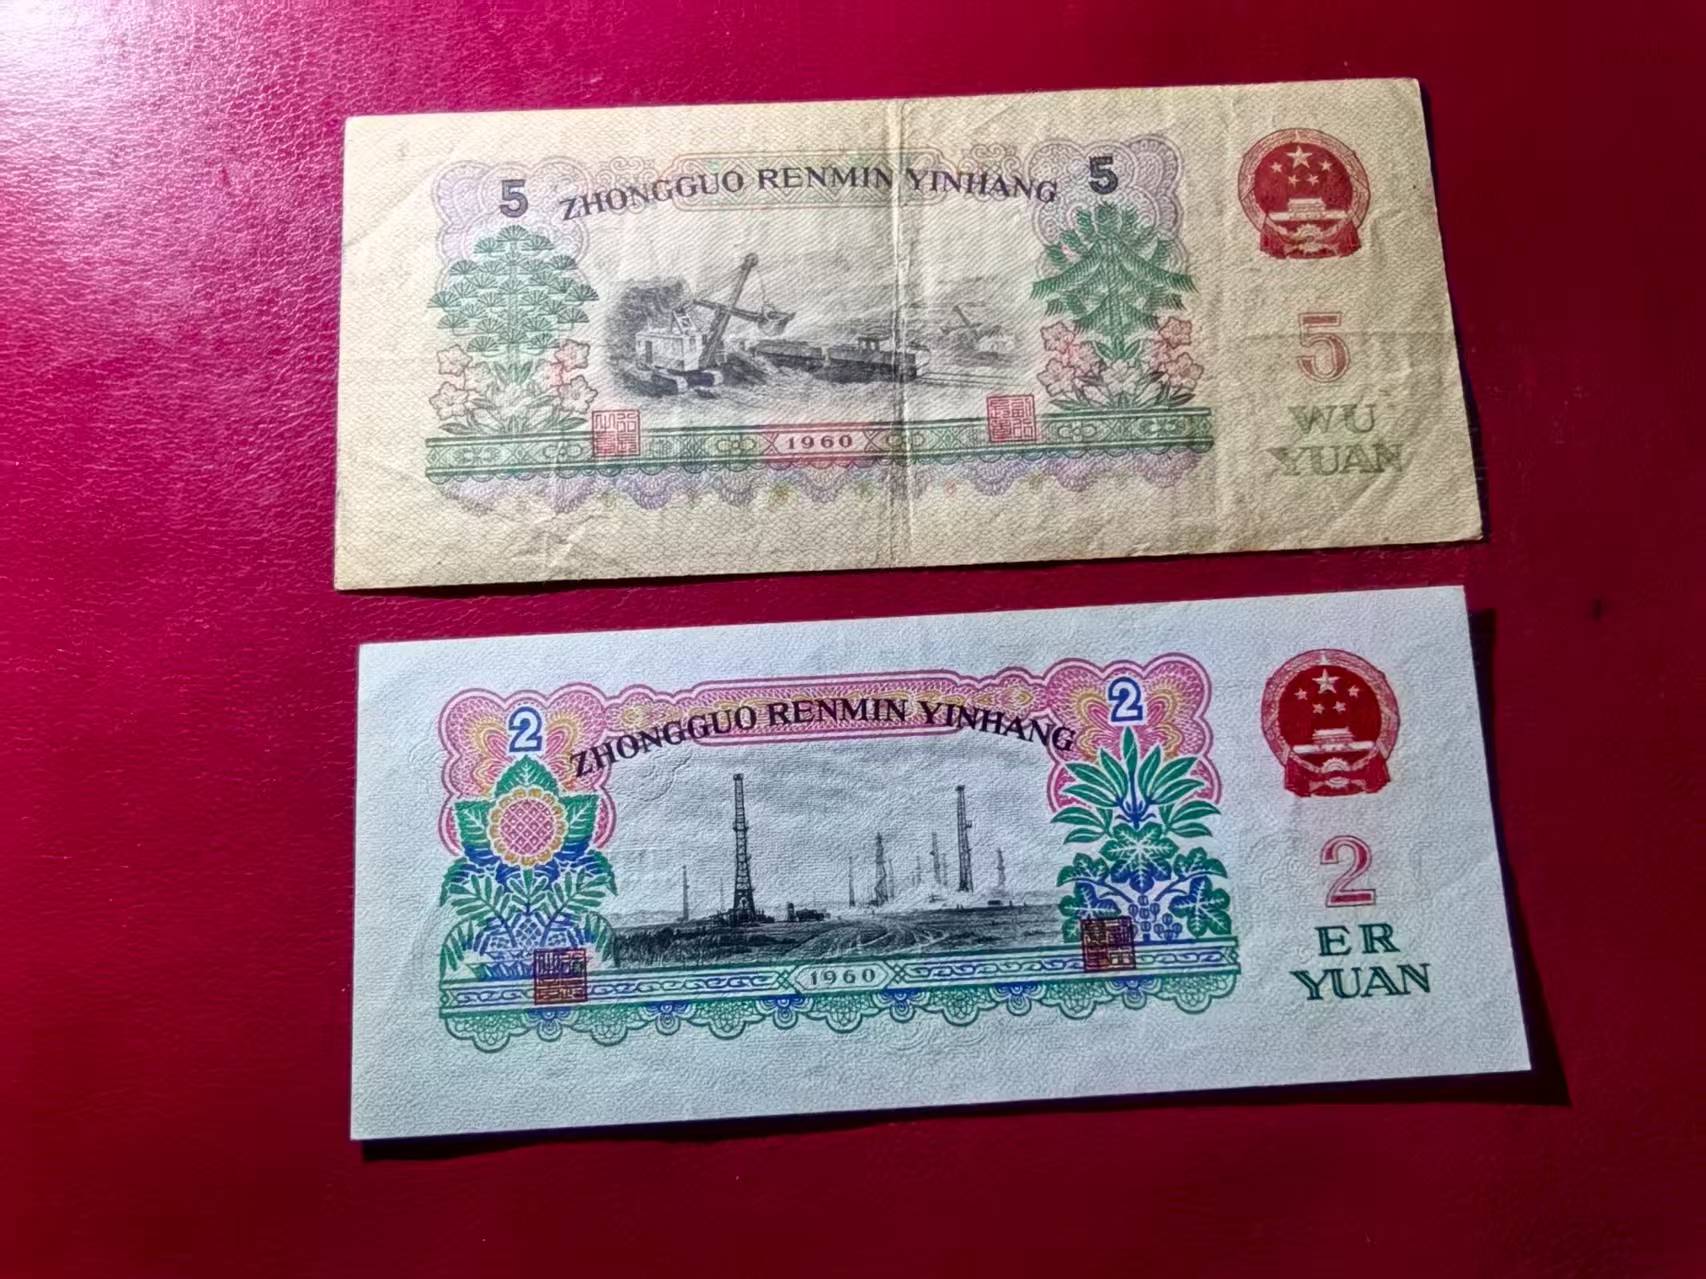 5 ZHONGGUO RENMIN YINHANG 5
5
WU
YUAN
1960
2 ZHONGGUO RENMIN YINHANG 2
2
ER
YUAN
1960